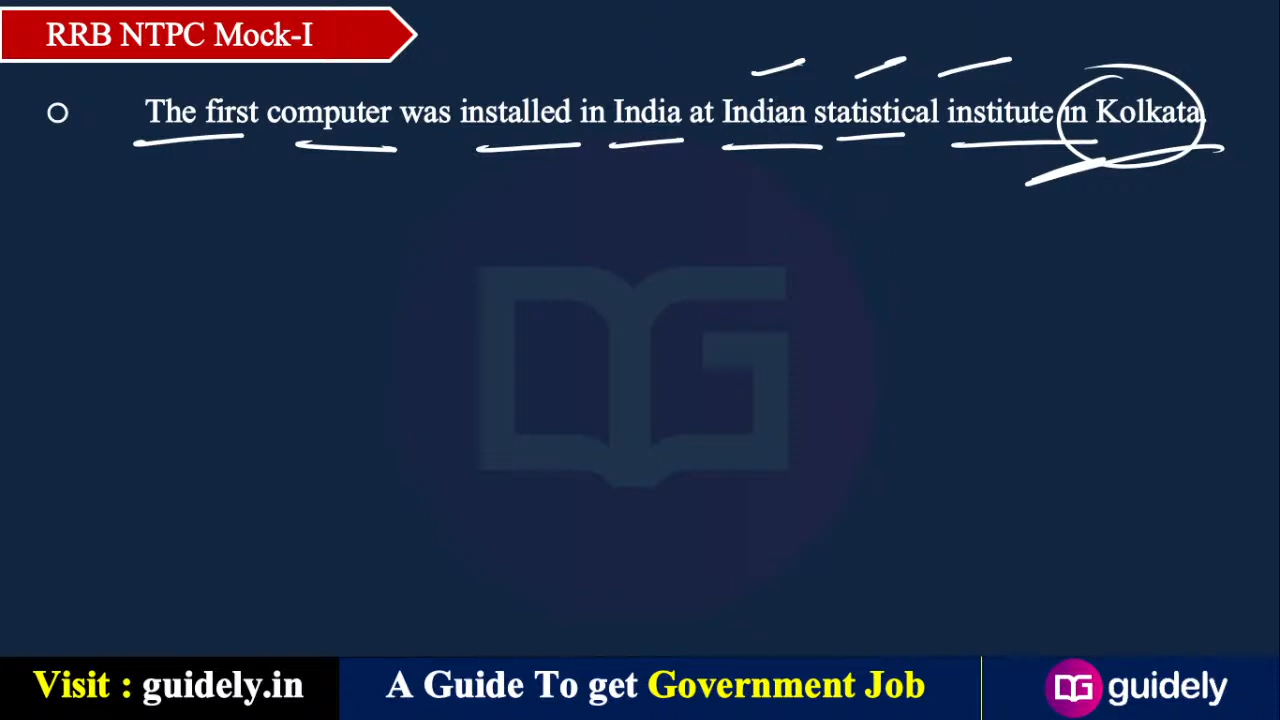 RRB NTPC Mock-I
The first computer was installed in India at Indian statistical institute in Kolkata.
Visit : guidely.in A Guide To get Government Job guidely